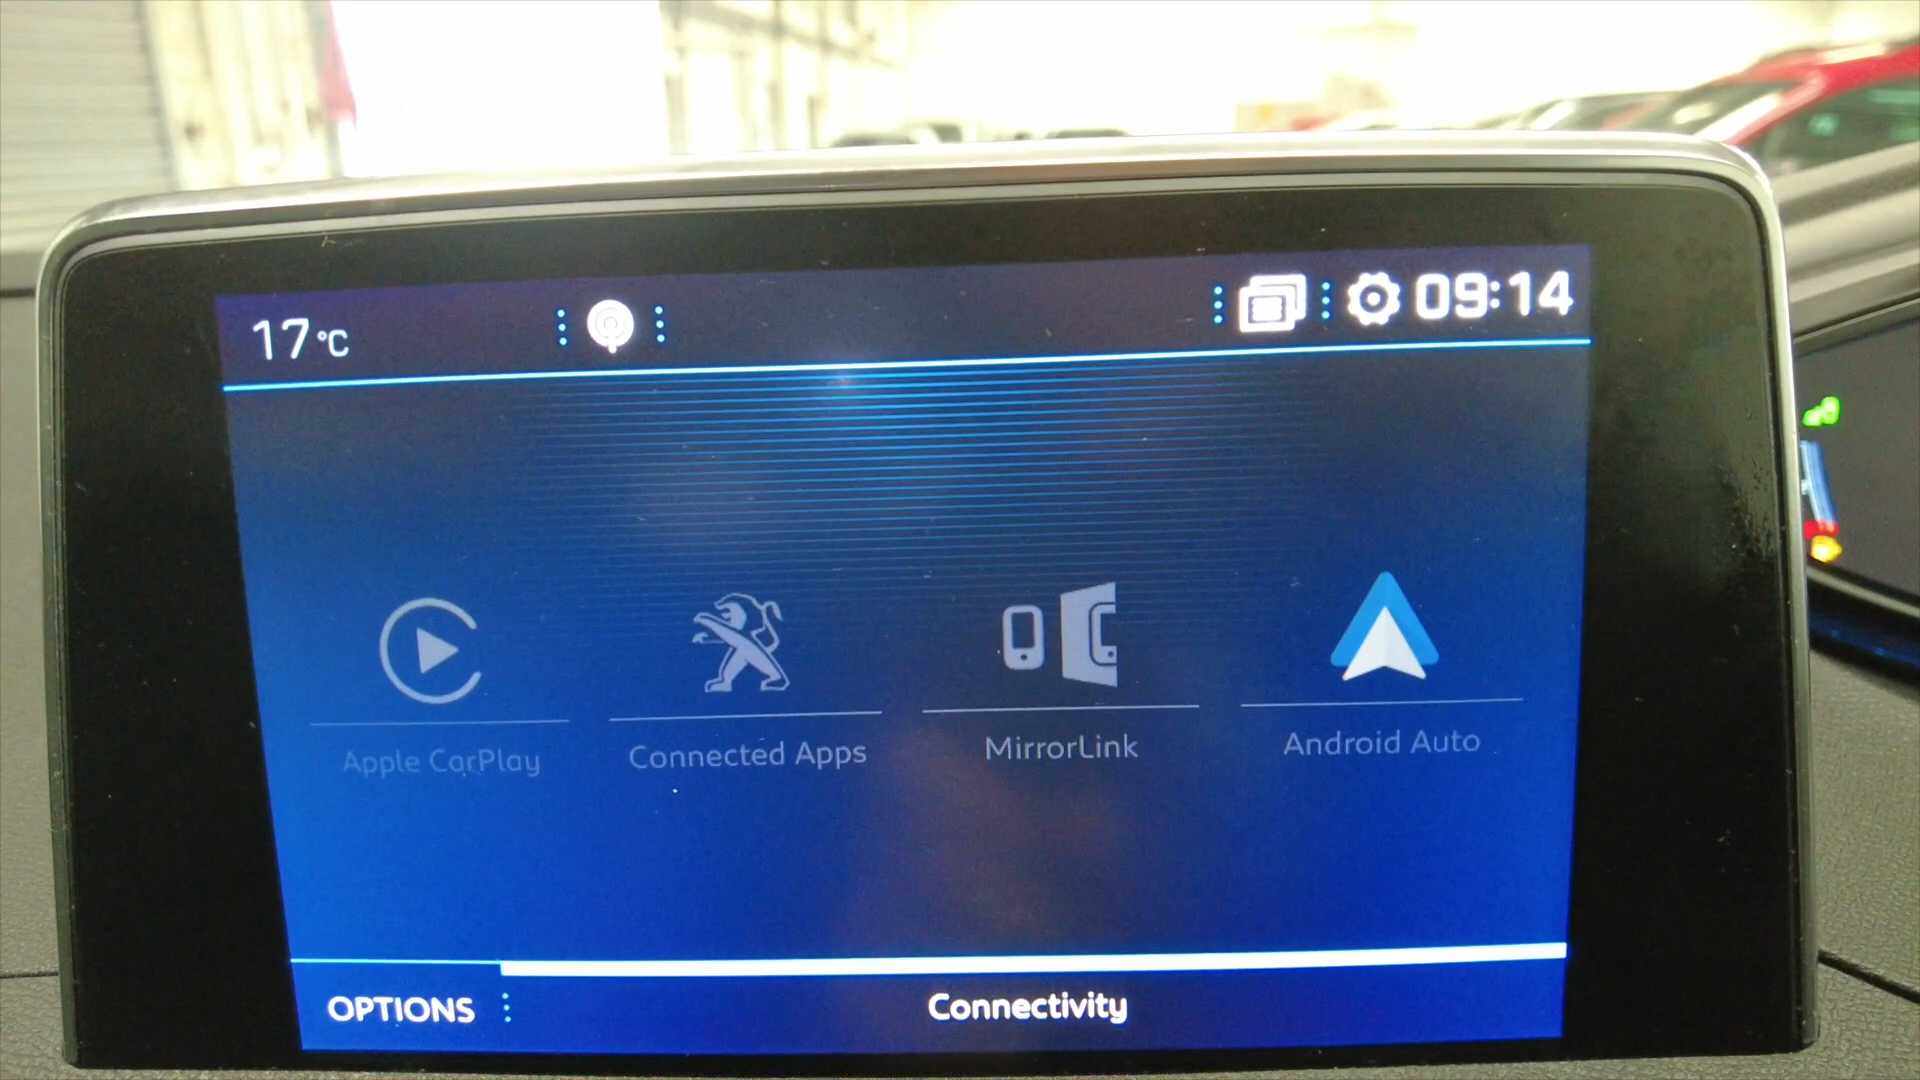 17°C
09:14
Apple CarPlay
Connected Apps
MirrorLink
Android Auto
OPTIONS
Connectivity